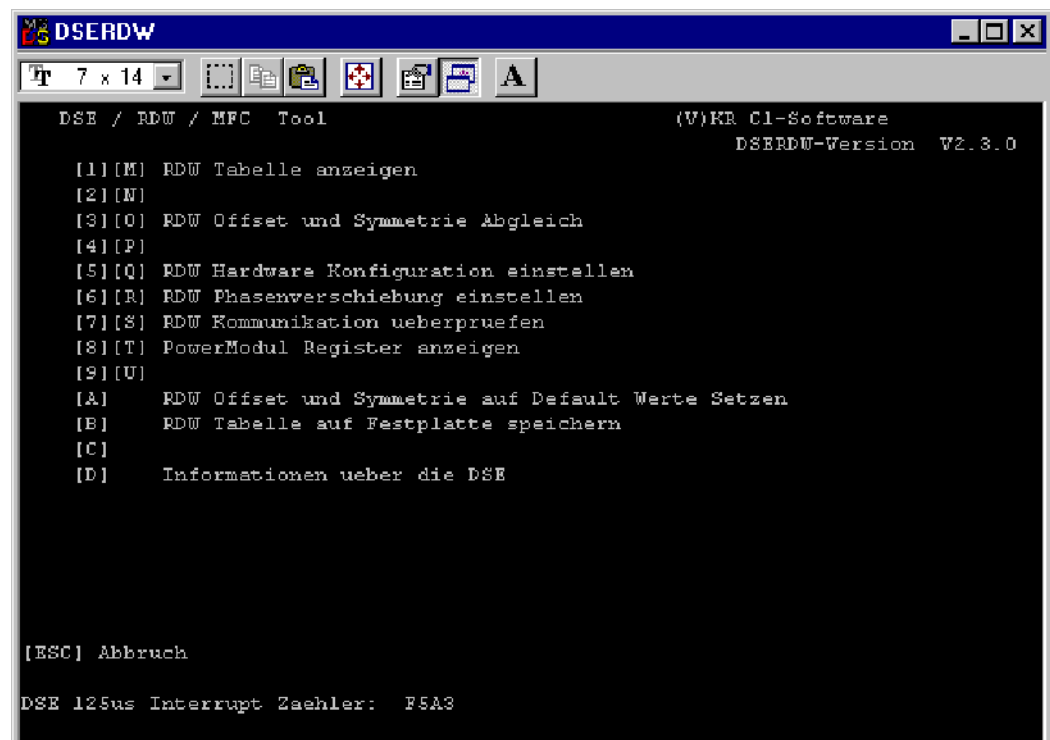 DSERDW
7 x 14
A
DSE / RDW / MFC Tool (V)KR C1-Software
DSERDW-Version V2.3.0
[1][M] RDW Tabelle anzeigen
[2][N]
[3][O] RDW Offset und Symmetrie Abgleich
[4][P]
[5][Q] RDW Hardware Konfiguration einstellen
[6][R] RDW Phasenverschiebung einstellen
[7][S] RDW Kommunikation ueberpruefen
[8][T] PowerModul Register anzeigen
[9][U]
[A] RDW Offset und Symmetrie auf Default Werte Setzen
[B] RDW Tabelle auf Festplatte speichern
[C]
[D] Informationen ueber die DSE
[ESC] Abbruch
DSE 125us Interrupt Zaehler: F5A3